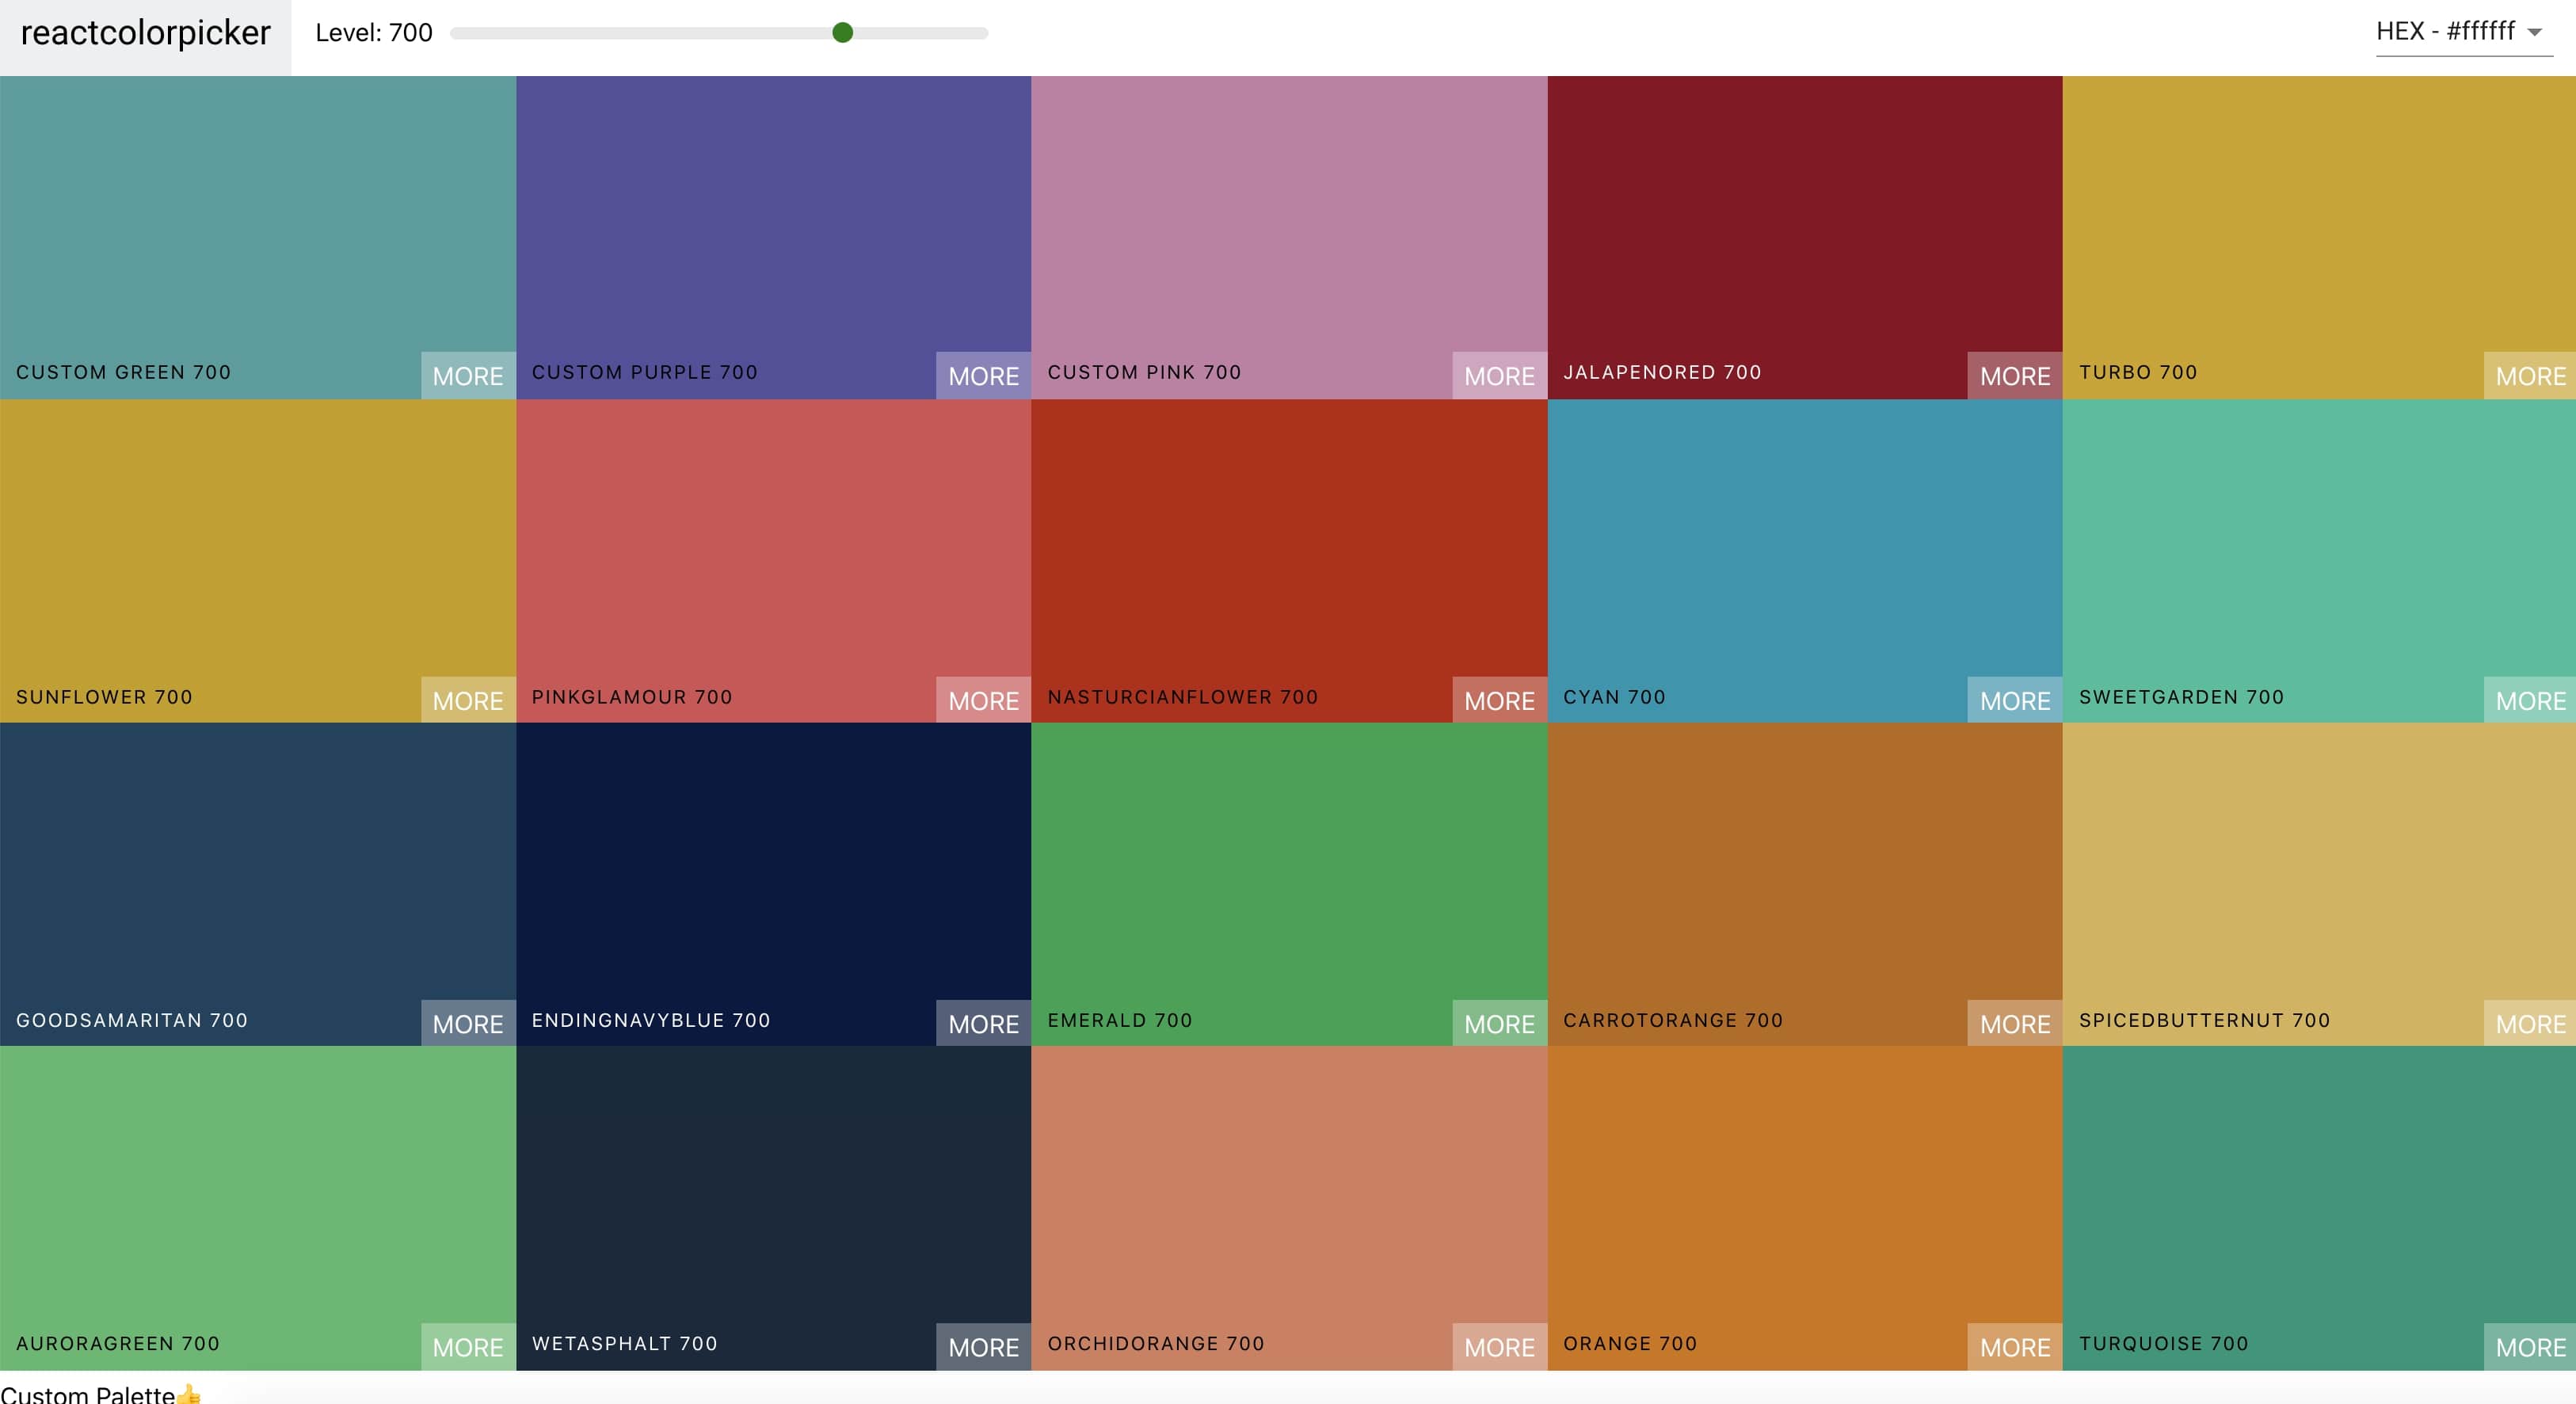 reactcolorpicker
Level: 700
HEX - #ffffff
CUSTOM GREEN 700
MORE
CUSTOM PURPLE 700
MORE
CUSTOM PINK 700
MORE
JALAPENORED 700
MORE
TURBO 700
MORE
SUNFLOWER 700
MORE
PINKGLAMOUR 700
MORE
NASTURCIANFLOWER 700
MORE
CYAN 700
MORE
SWEETGARDEN 700
MORE
GOODSAMARITAN 700
MORE
ENDINGNAVYBLUE 700
MORE
EMERALD 700
MORE
CARROTORANGE 700
MORE
SPICEDBUTTERNUT 700
MORE
AURORAGREEN 700
MORE
WETASPHALT 700
MORE
ORCHIDORANGE 700
MORE
ORANGE 700
MORE
TURQUOISE 700
MORE
Custom Palette👍